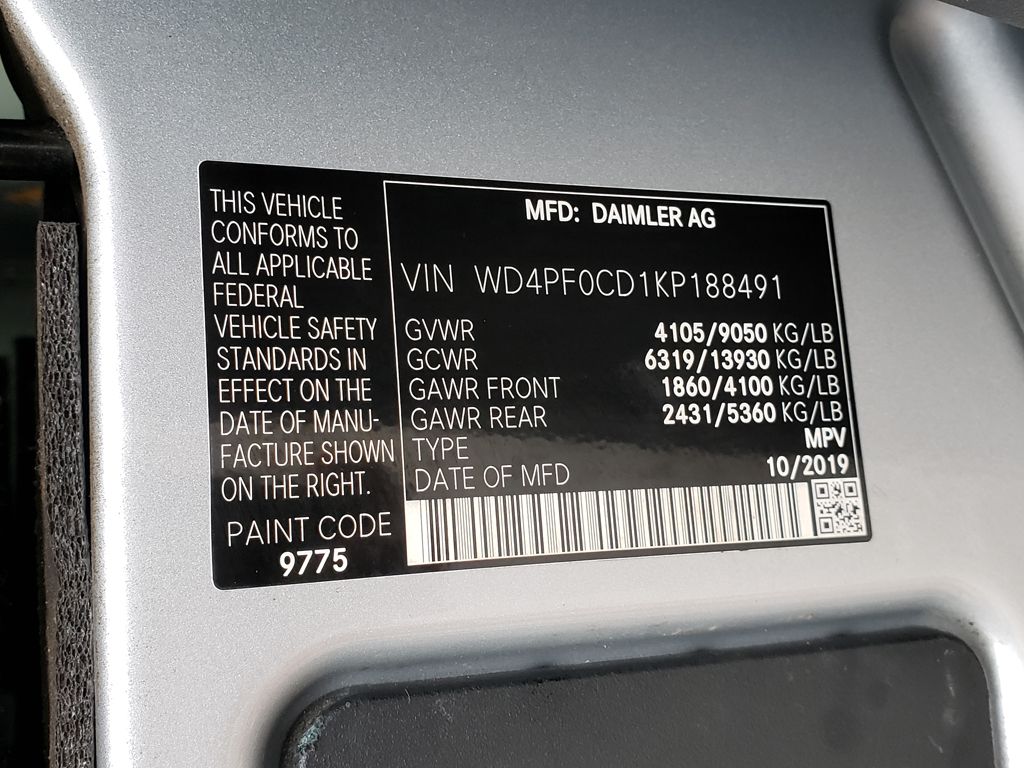 THIS VEHICLE
CONFORMS TO
ALL APPLICABLE
FEDERAL
VEHICLE SAFETY
STANDARDS IN
EFFECT ON THE
DATE OF MANU-
FACTURE SHOWN
ON THE RIGHT.
PAINT CODE
9775
MFD: DAIMLER AG
VIN WD4PF0CD1KP188491
GVWR 4105/9050 KG/LB
GCWR 6319/13930 KG/LB
GAWR FRONT 1860/4100 KG/LB
GAWR REAR 2431/5360 KG/LB
TYPE MPV
DATE OF MFD 10/2019